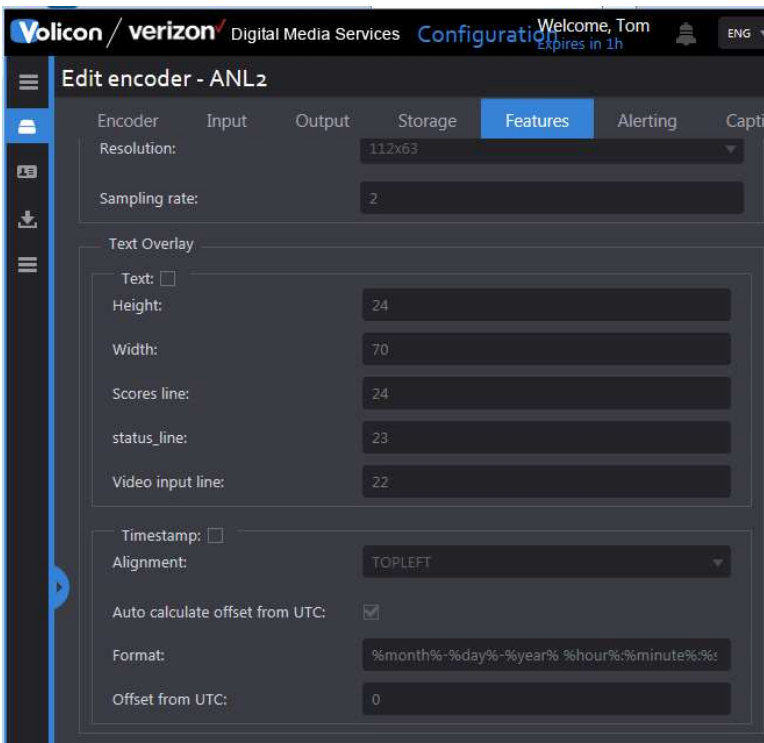 Volicon / verizon Digital Media Services Configuration Welcome, Tom ENG
Expires in 1h
Edit encoder - ANL2
Encoder Input Output Storage Features Alerting Capti
Resolution: 112x63
Sampling rate: 2
Text Overlay
Text:
Height: 24
Width: 70
Scores line: 24
status_line: 23
Video input line: 22
Timestamp:
Alignment: TOPLEFT
Auto calculate offset from UTC:
Format: %month%-%day%-%year% %hour%:%minute%:%s
Offset from UTC: 0